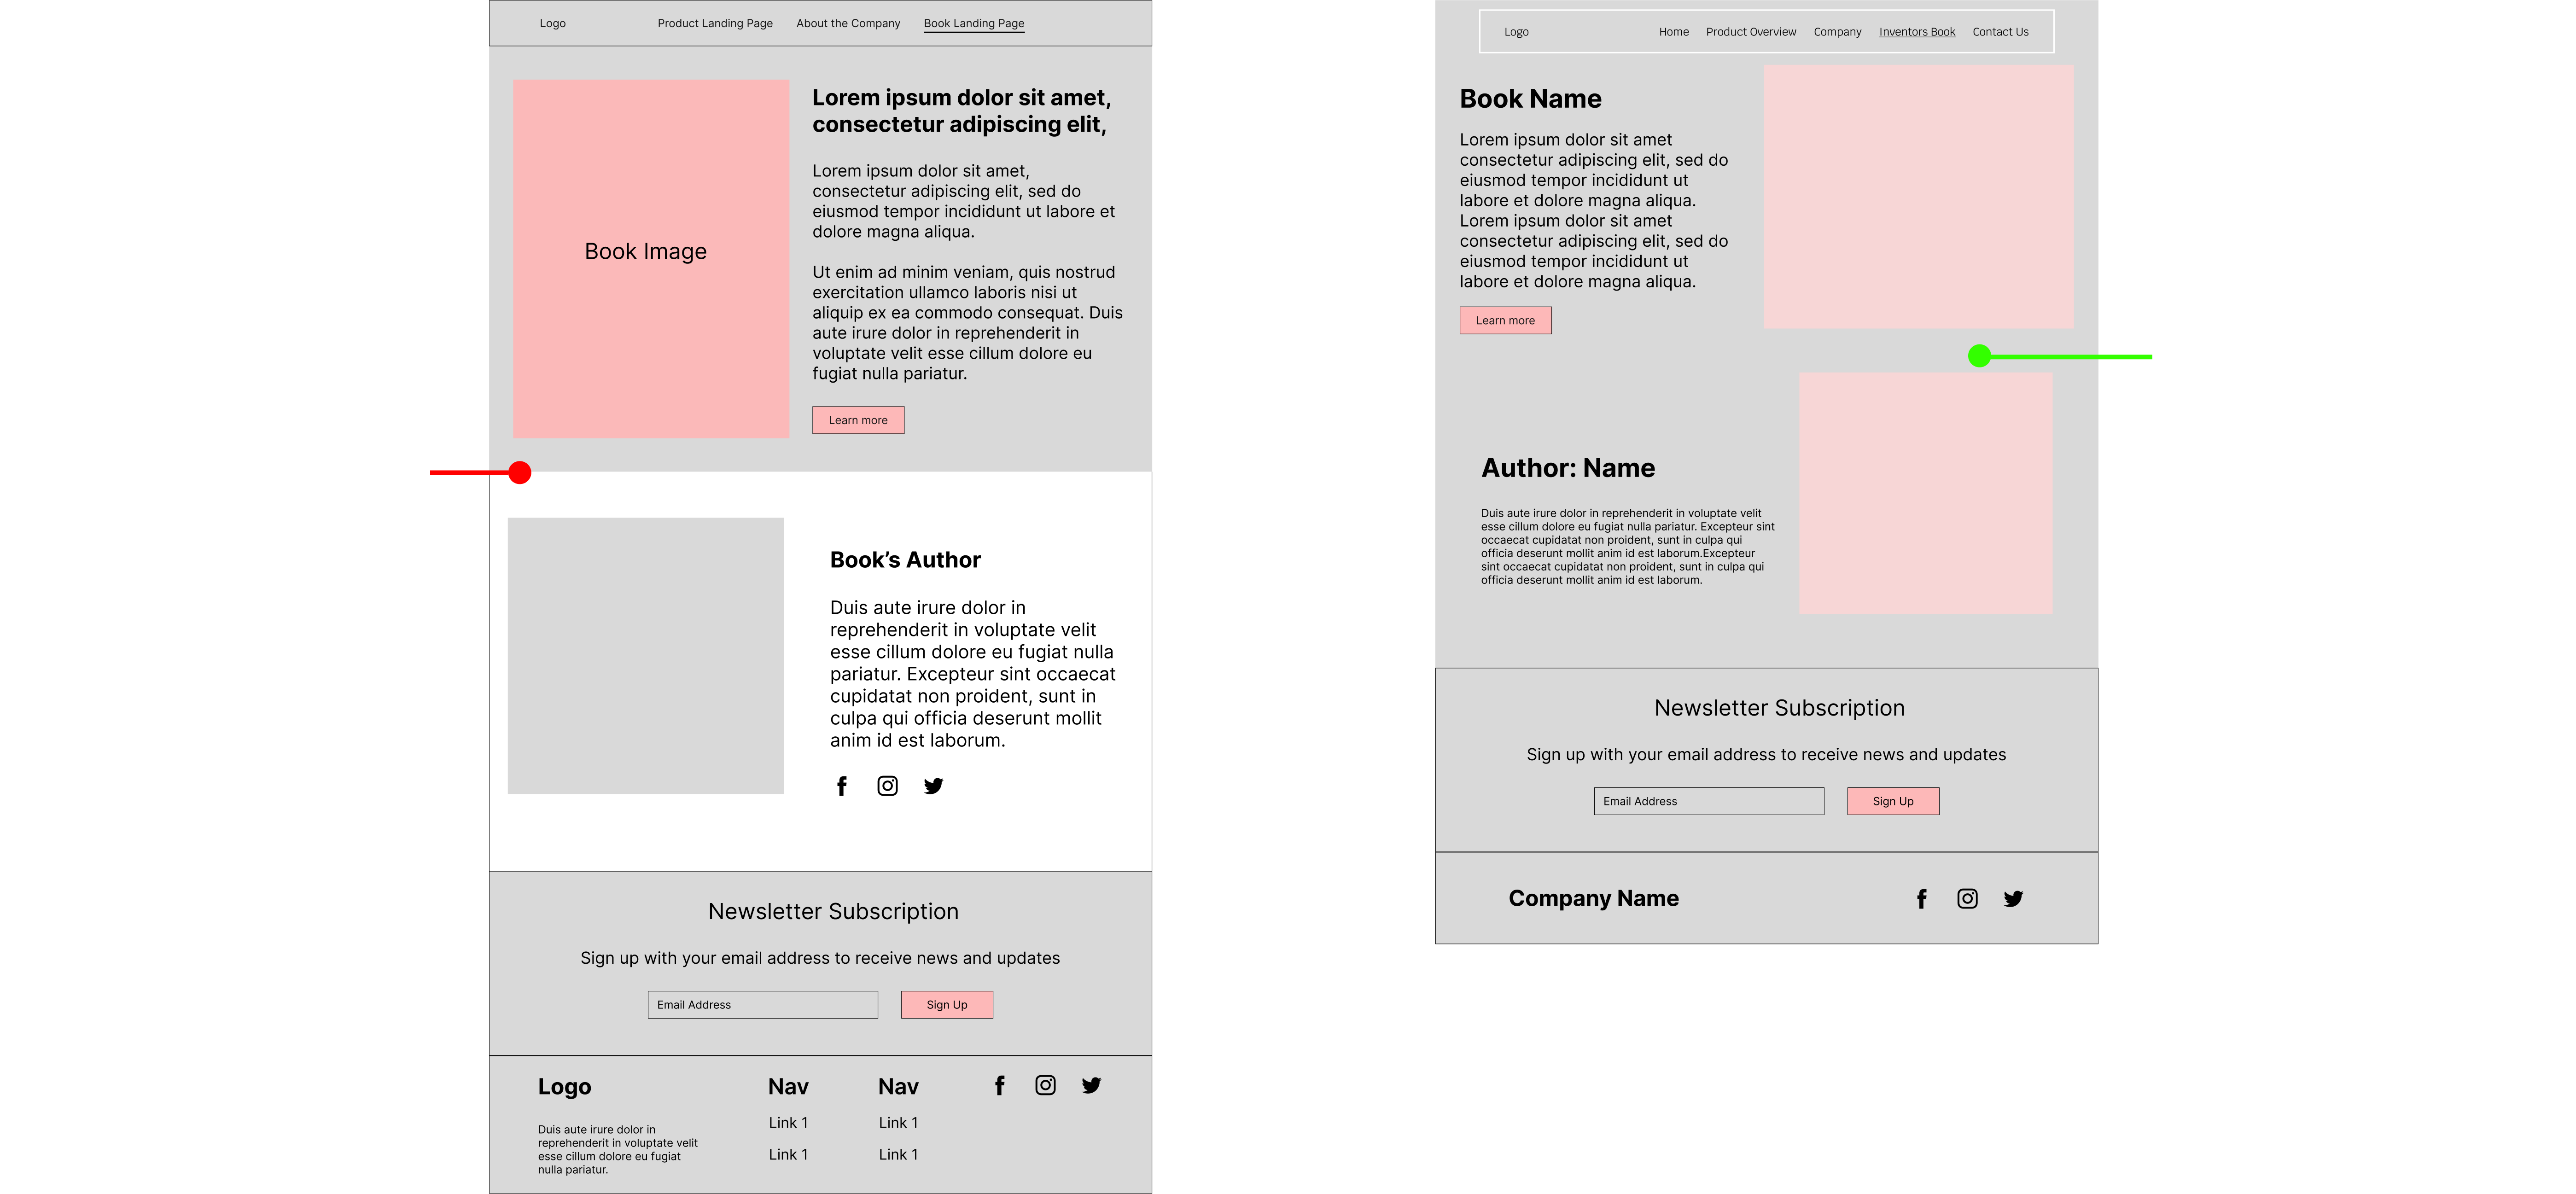 Logo
Product Landing Page
About the Company
Book Landing Page
Book Image
Lorem ipsum dolor sit amet,
consectetur adipiscing elit,
Lorem ipsum dolor sit amet,
consectetur adipiscing elit, sed do
eiusmod tempor incididunt ut labore et
dolore magna aliqua.
Ut enim ad minim veniam, quis nostrud
exercitation ullamco laboris nisi ut
aliquip ex ea commodo consequat. Duis
aute irure dolor in reprehenderit in
voluptate velit esse cillum dolore eu
fugiat nulla pariatur.
Learn more
Book’s Author
Duis aute irure dolor in
reprehenderit in voluptate velit
esse cillum dolore eu fugiat nulla
pariatur. Excepteur sint occaecat
cupidatat non proident, sunt in
culpa qui officia deserunt mollit
anim id est laborum.
Newsletter Subscription
Sign up with your email address to receive news and updates
Email Address
Sign Up
Logo
Duis aute irure dolor in
reprehenderit in voluptate velit
esse cillum dolore eu fugiat
nulla pariatur.
Nav
Link 1
Link 1
Nav
Link 1
Link 1
Logo
Home
Product Overview
Company
Inventors Book
Contact Us
Book Name
Lorem ipsum dolor sit amet
consectetur adipiscing elit, sed do
eiusmod tempor incididunt ut
labore et dolore magna aliqua.
Lorem ipsum dolor sit amet
consectetur adipiscing elit, sed do
eiusmod tempor incididunt ut
labore et dolore magna aliqua.
Learn more
Author: Name
Duis aute irure dolor in reprehenderit in voluptate velit
esse cillum dolore eu fugiat nulla pariatur. Excepteur sint
occaecat cupidatat non proident, sunt in culpa qui
officia deserunt mollit anim id est laborum.Excepteur
sint occaecat cupidatat non proident, sunt in culpa qui
officia deserunt mollit anim id est laborum.
Newsletter Subscription
Sign up with your email address to receive news and updates
Email Address
Sign Up
Company Name